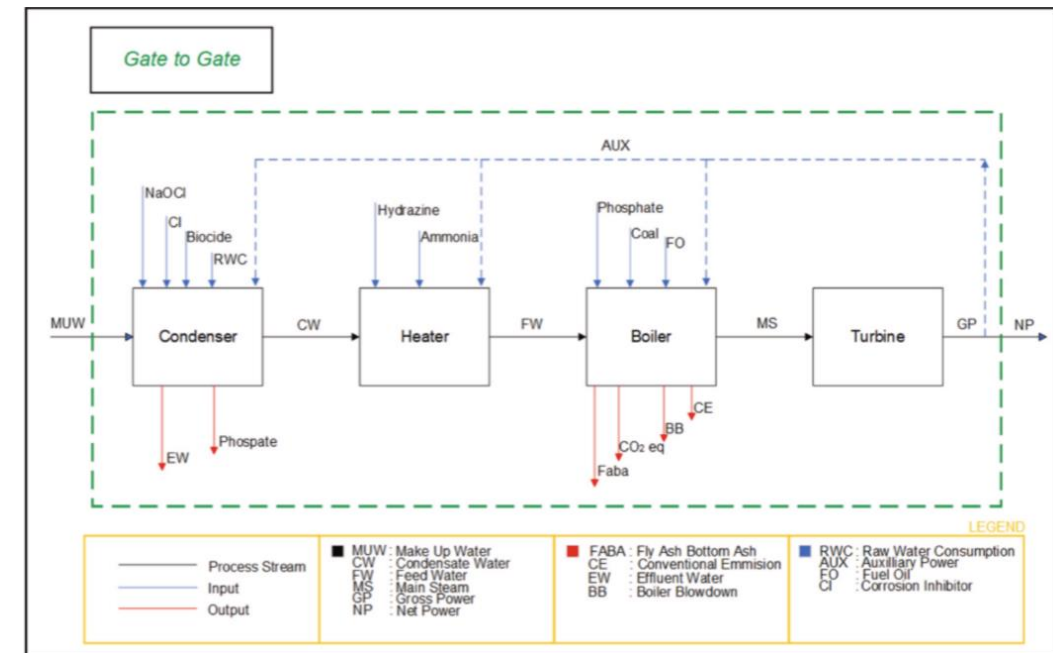 Gate to Gate
AUX
NaOCl
CI
Biocide
RWC
Hydrazine
Ammonia
Phosphate
Coal
FO
MUW
Condenser
CW
Heater
FW
Boiler
MS
Turbine
GP
NP
EW
Phospate
Faba
CO₂ eq
BB
CE
LEGEND
Process Stream
Input
Output
MUW : Make Up Water
CW : Condensate Water
FW : Feed Water
MS : Main Steam
GP : Gross Power
NP : Net Power
FABA : Fly Ash Bottom Ash
CE : Conventional Emmision
EW : Effluent Water
BB : Boiler Blowdown
RWC : Raw Water Consumption
AUX : Auxilliary Power
FO : Fuel Oil
CI : Corrosion Inhibitor